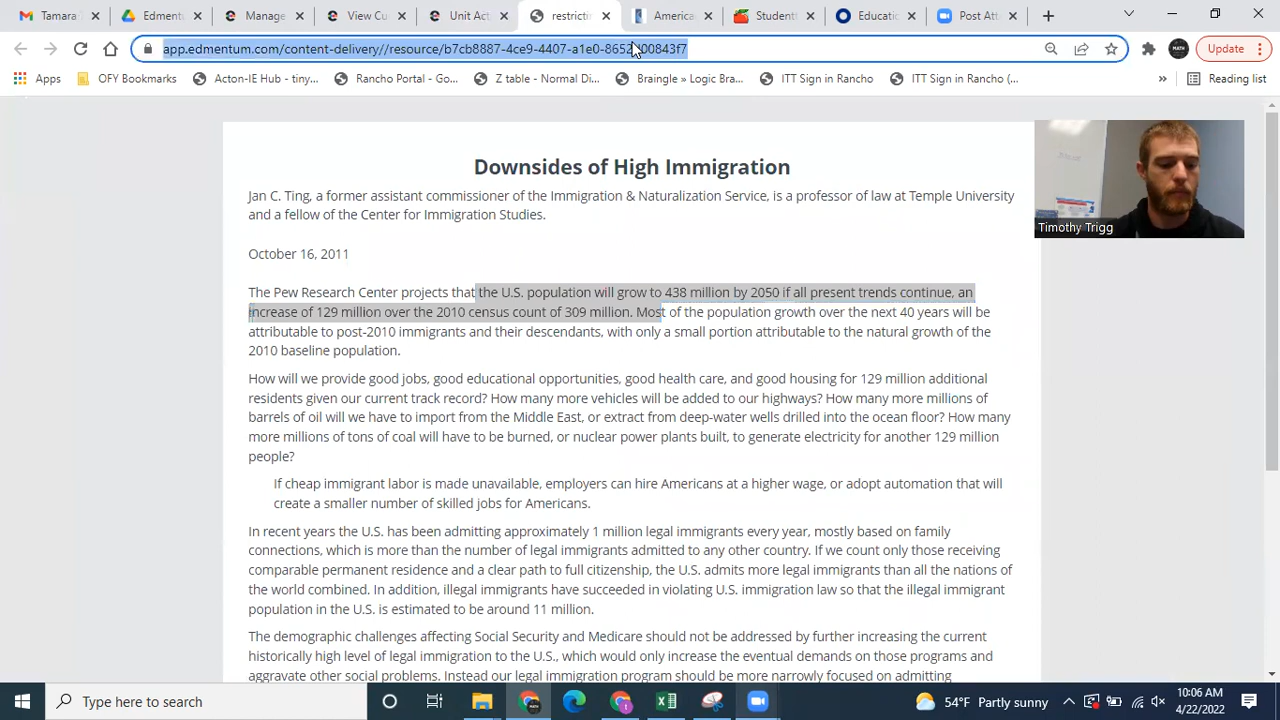 Tamara
Edment
Manage
View Cu
Unit Act
restrictin
America
Student
Educatio
Post Att
app.edmentum.com/content-delivery//resource/b7cb8887-4ce9-4407-a1e0-8652 00843f7
Update
Apps
OFY Bookmarks
Acton-IE Hub - tiny...
Rancho Portal - Go...
Z table - Normal Di...
Braingle » Logic Bra...
ITT Sign in Rancho
ITT Sign in Rancho (...
»
Reading list
Downsides of High Immigration
Jan C. Ting, a former assistant commissioner of the Immigration & Naturalization Service, is a professor of law at Temple University
and a fellow of the Center for Immigration Studies.
Timothy Trigg
October 16, 2011
The Pew Research Center projects that the U.S. population will grow to 438 million by 2050 if all present trends continue, an
increase of 129 million over the 2010 census count of 309 million. Most of the population growth over the next 40 years will be
attributable to post-2010 immigrants and their descendants, with only a small portion attributable to the natural growth of the
2010 baseline population.
How will we provide good jobs, good educational opportunities, good health care, and good housing for 129 million additional
residents given our current track record? How many more vehicles will be added to our highways? How many more millions of
barrels of oil will we have to import from the Middle East, or extract from deep-water wells drilled into the ocean floor? How many
more millions of tons of coal will have to be burned, or nuclear power plants built, to generate electricity for another 129 million
people?
If cheap immigrant labor is made unavailable, employers can hire Americans at a higher wage, or adopt automation that will
create a smaller number of skilled jobs for Americans.
In recent years the U.S. has been admitting approximately 1 million legal immigrants every year, mostly based on family
connections, which is more than the number of legal immigrants admitted to any other country. If we count only those receiving
comparable permanent residence and a clear path to full citizenship, the U.S. admits more legal immigrants than all the nations of
the world combined. In addition, illegal immigrants have succeeded in violating U.S. immigration law so that the illegal immigrant
population in the U.S. is estimated to be around 11 million.
The demographic challenges affecting Social Security and Medicare should not be addressed by further increasing the current
historically high level of legal immigration to the U.S., which would only increase the eventual demands on those programs and
aggravate other social problems. Instead our legal immigration program should be more narrowly focused on admitting
Type here to search
54°F Partly sunny
10:06 AM
4/22/2022